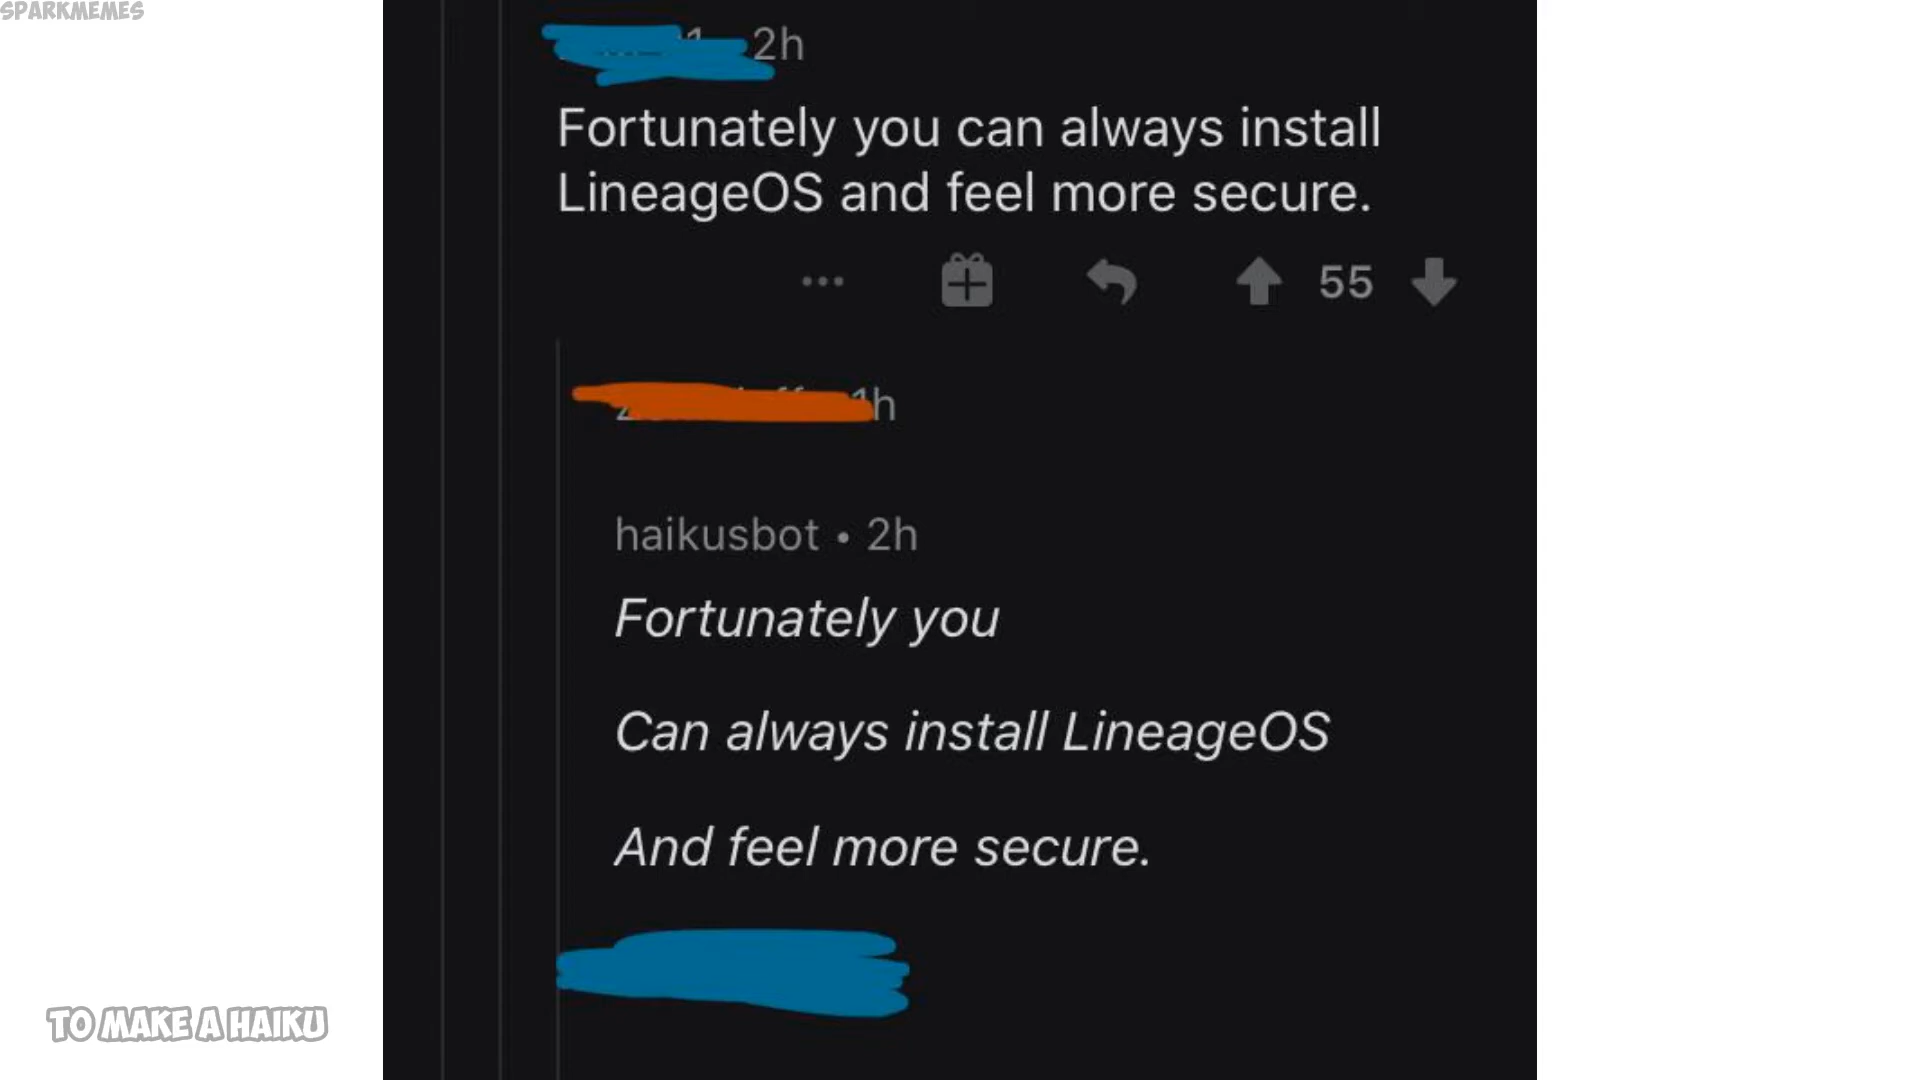 SPARKMEMES
2h
Fortunately you can always install
LineageOS and feel more secure.
55
1h
haikusbot • 2h
Fortunately you
Can always install LineageOS
And feel more secure.
TO MAKE A HAIKU